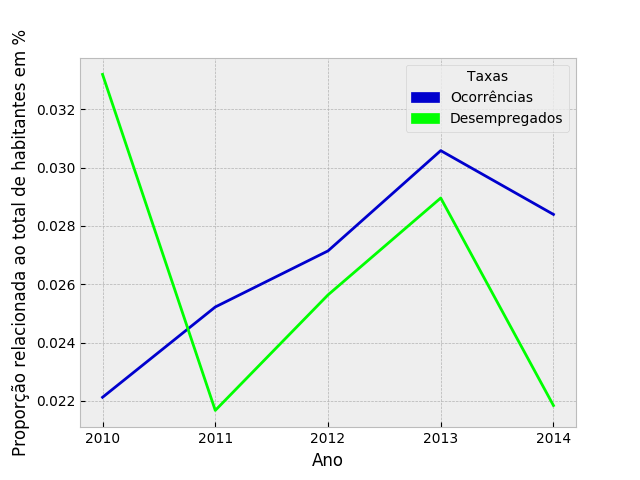 Proporção relacionada ao total de habitantes em %
Taxas
Ocorrências
Desempregados
0.032
0.030
0.028
0.026
0.024
0.022
2010 2011 2012 2013 2014
Ano